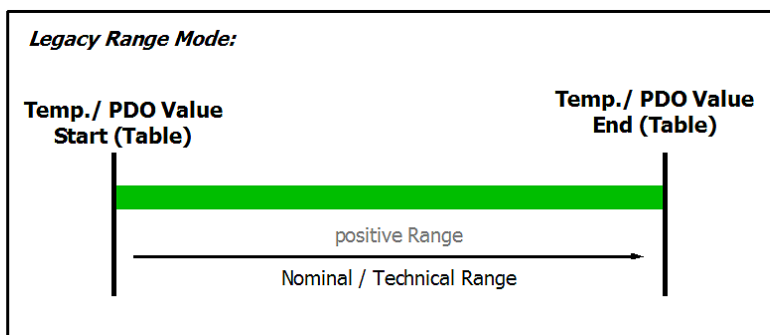 Legacy Range Mode:
Temp./ PDO Value
Start (Table)
Temp./ PDO Value
End (Table)
positive Range
Nominal / Technical Range